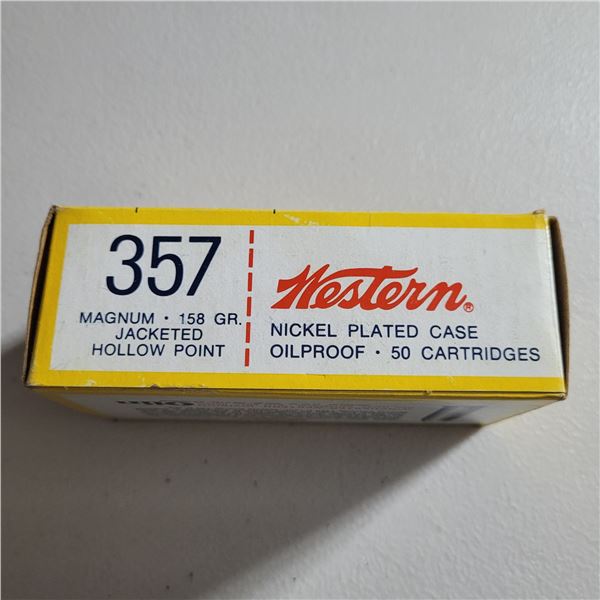 357
MAGNUM · 158 GR.
JACKETED
HOLLOW POINT
Western®
NICKEL PLATED CASE
OILPROOF · 50 CARTRIDGES